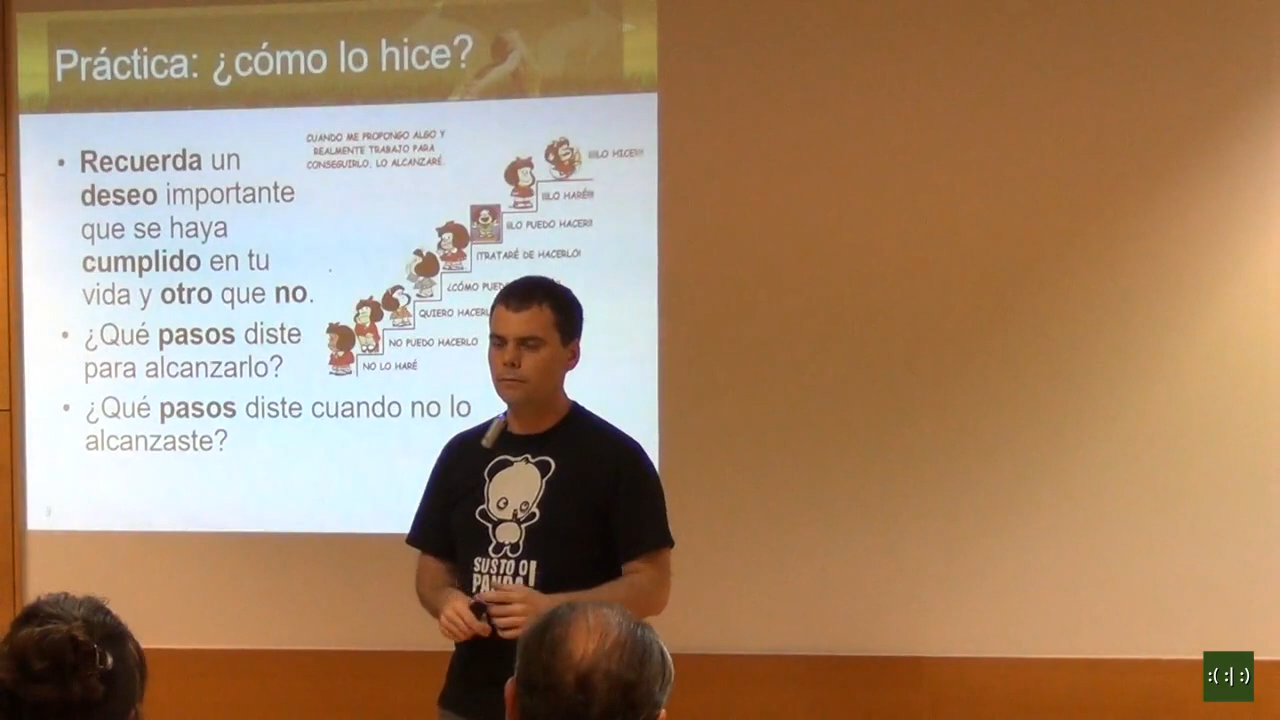 Práctica: ¿cómo lo hice?
• Recuerda un
deseo importante
que se haya
cumplido en tu
vida y otro que no.
• ¿Qué pasos diste
para alcanzarlo?
• ¿Qué pasos diste cuando no lo
alcanzaste?
CUANDO ME PROPONGO ALGO Y
REALMENTE TRABAJO PARA
CONSEGUIRLO, LO ALCANZARÉ.
¡¡¡LO HICE!!!
¡¡¡LO HARÉ!!!
¡¡LO PUEDO HACER!!
¡TRATARÉ DE HACERLO!
¿CÓMO
QUIERO
NO PUEDO HACERLO
NO LO HARÉ
SUSTO O
PANDA!
:( :| :)